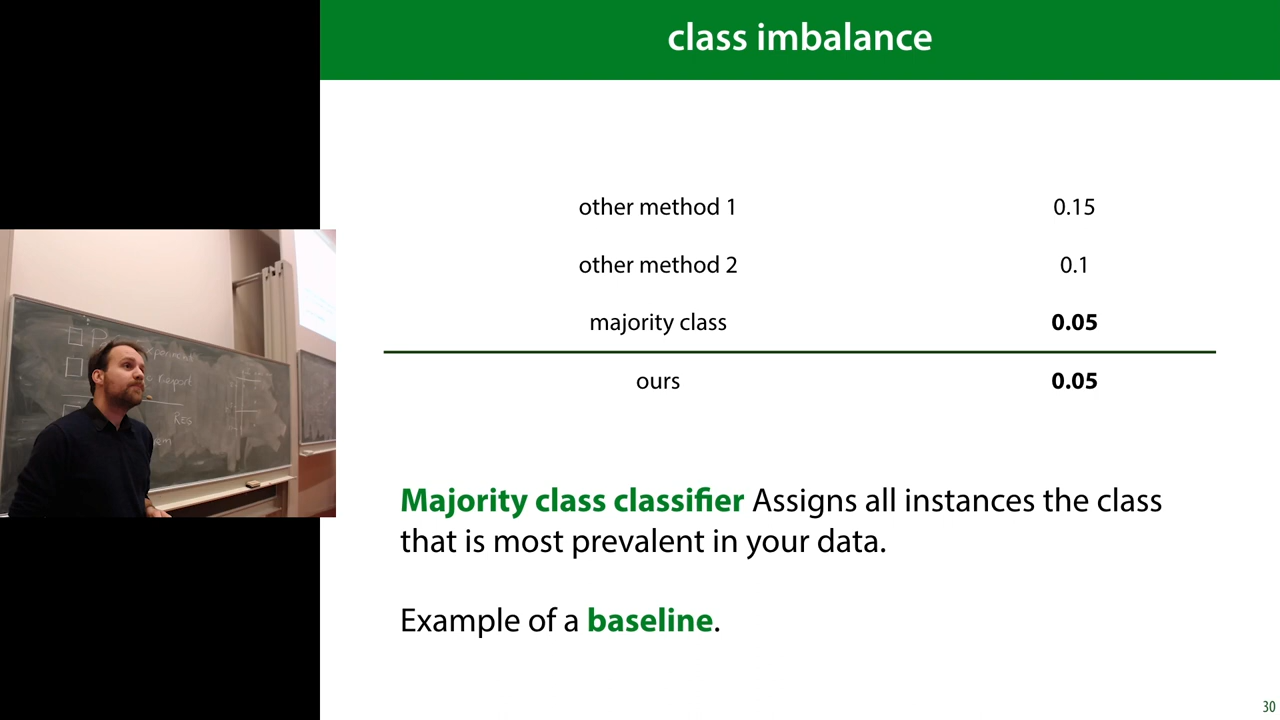 class imbalance
other method 1 0.15
other method 2 0.1
majority class 0.05
ours 0.05
Majority class classifier Assigns all instances the class
that is most prevalent in your data.
Example of a baseline.
30
Report
REG